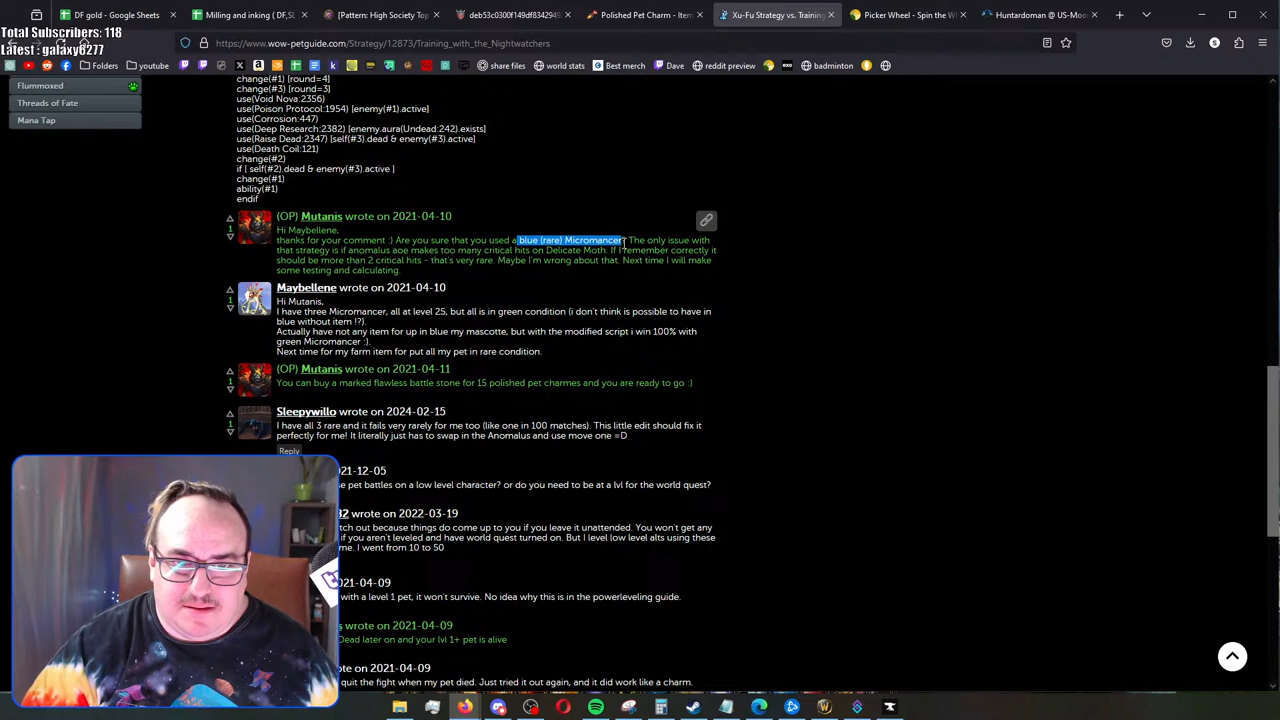 DF gold - Google Sheets
Milling and inking ( DF,SL
[Pattern: High Society Top
deb53c0300f149df834294
Polished Pet Charm - Item
Xu-Fu Strategy vs. Training
Picker Wheel - Spin the W
Huntardoman @ US-Moo
Total Subscribers: 118
Latest : galaxy6277
https://www.wow-petguide.com/Strategy/12873/Training_with_the_Nightwatchers
Folders
youtube
share files
world stats
Best merch
Dave
reddit preview
badminton
Flummoxed
Threads of Fate
Mana Tap
change(#1) [round=4]
change(#3) [round=3]
use(Void Nova:2356)
use(Poison Protocol:1954) [enemy(#1).active]
use(Corrosion:447)
use(Deep Research:2382) [enemy.aura(Undead:242).exists]
use(Raise Dead:2347) [self(#3).dead & enemy(#3).active]
use(Death Coil:121)
change(#2)
if [ self(#2).dead & enemy(#3).active ]
change(#1)
ability(#1)
endif
(OP) Mutanis wrote on 2021-04-10
1
Hi Maybellene,
thanks for your comment :) Are you sure that you used a blue (rare) Micromancer? The only issue with
that strategy is if anomalus aoe makes too many critical hits on Delicate Moth. If I remember correctly it
should be more than 2 critical hits - that's very rare. Maybe I'm wrong about that. Next time I will make
some testing and calculating.
Maybellene wrote on 2021-04-10
1
Hi Mutanis,
I have three Micromancer, all at level 25, but all is in green condition (i don't think is possible to have in
blue without item !?).
Actually have not any item for up in blue my mascotte, but with the modified script i win 100% with
green Micromancer :).
Next time for my farm item for put all my pet in rare condition.
(OP) Mutanis wrote on 2021-04-11
1
You can buy a marked flawless battle stone for 15 polished pet charmes and you are ready to go :)
Sleepywillo wrote on 2024-02-15
1
I have all 3 rare and it fails very rarely for me too (like one in 100 matches). This little edit should fix it
perfectly for me! It literally just has to swap in the Anomalus and use move one =D
Reply
021-12-05
se pet battles on a low level character? or do you need to be at a lvl for the world quest?
32 wrote on 2022-03-19
tch out because things do come up to you if you leave it unattended. You won't get any
if you aren't leveled and have world quest turned on. But I level low level alts using these
me. I went from 10 to 50
021-04-09
with a level 1 pet, it won't survive. No idea why this is in the powerleveling guide.
s wrote on 2021-04-09
Dead later on and your lvl 1+ pet is alive
ote on 2021-04-09
quit the fight when my pet died. Just tried it out again, and it did work like a charm.